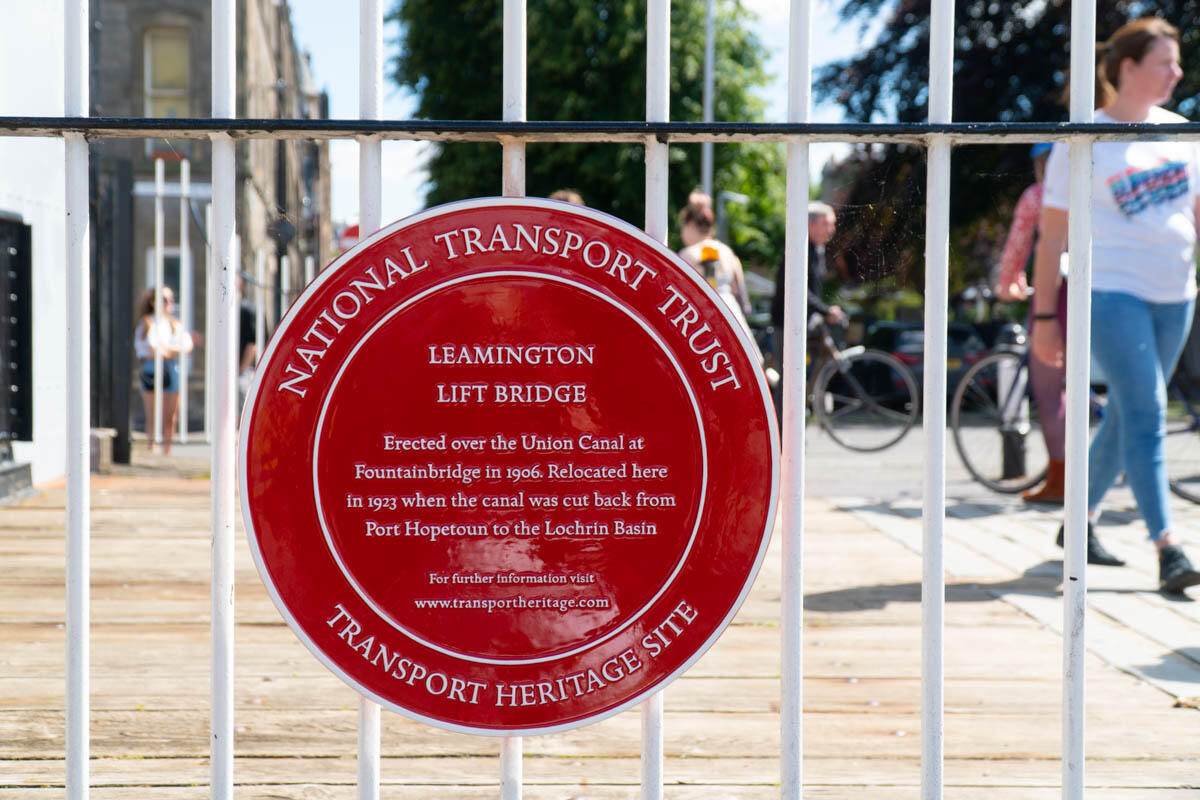 NATIONAL TRANSPORT TRUST
LEAMINGTON
LIFT BRIDGE
Erected over the Union Canal at
Fountainbridge in 1906. Relocated here
in 1923 when the canal was cut back from
Port Hopetoun to the Lochrin Basin
For further information visit
www.transportheritage.com
TRANSPORT HERITAGE SITE